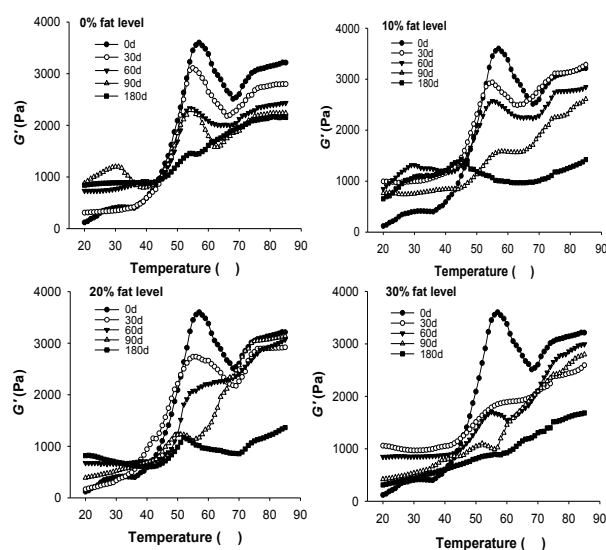 0% fat level
0d
30d
60d
90d
180d
G' (Pa)
4000
3000
2000
1000
0
20 30 40 50 60 70 80 90
Temperature ( )
10% fat level
0d
30d
60d
90d
180d
G' (Pa)
4000
3000
2000
1000
0
20 30 40 50 60 70 80 90
Temperature ( )
20% fat level
0d
30d
60d
90d
180d
G' (Pa)
4000
3000
2000
1000
0
20 30 40 50 60 70 80 90
Temperature ( )
30% fat level
0d
30d
60d
90d
180d
G' (Pa)
4000
3000
2000
1000
0
20 30 40 50 60 70 80 90
Temperature ( )